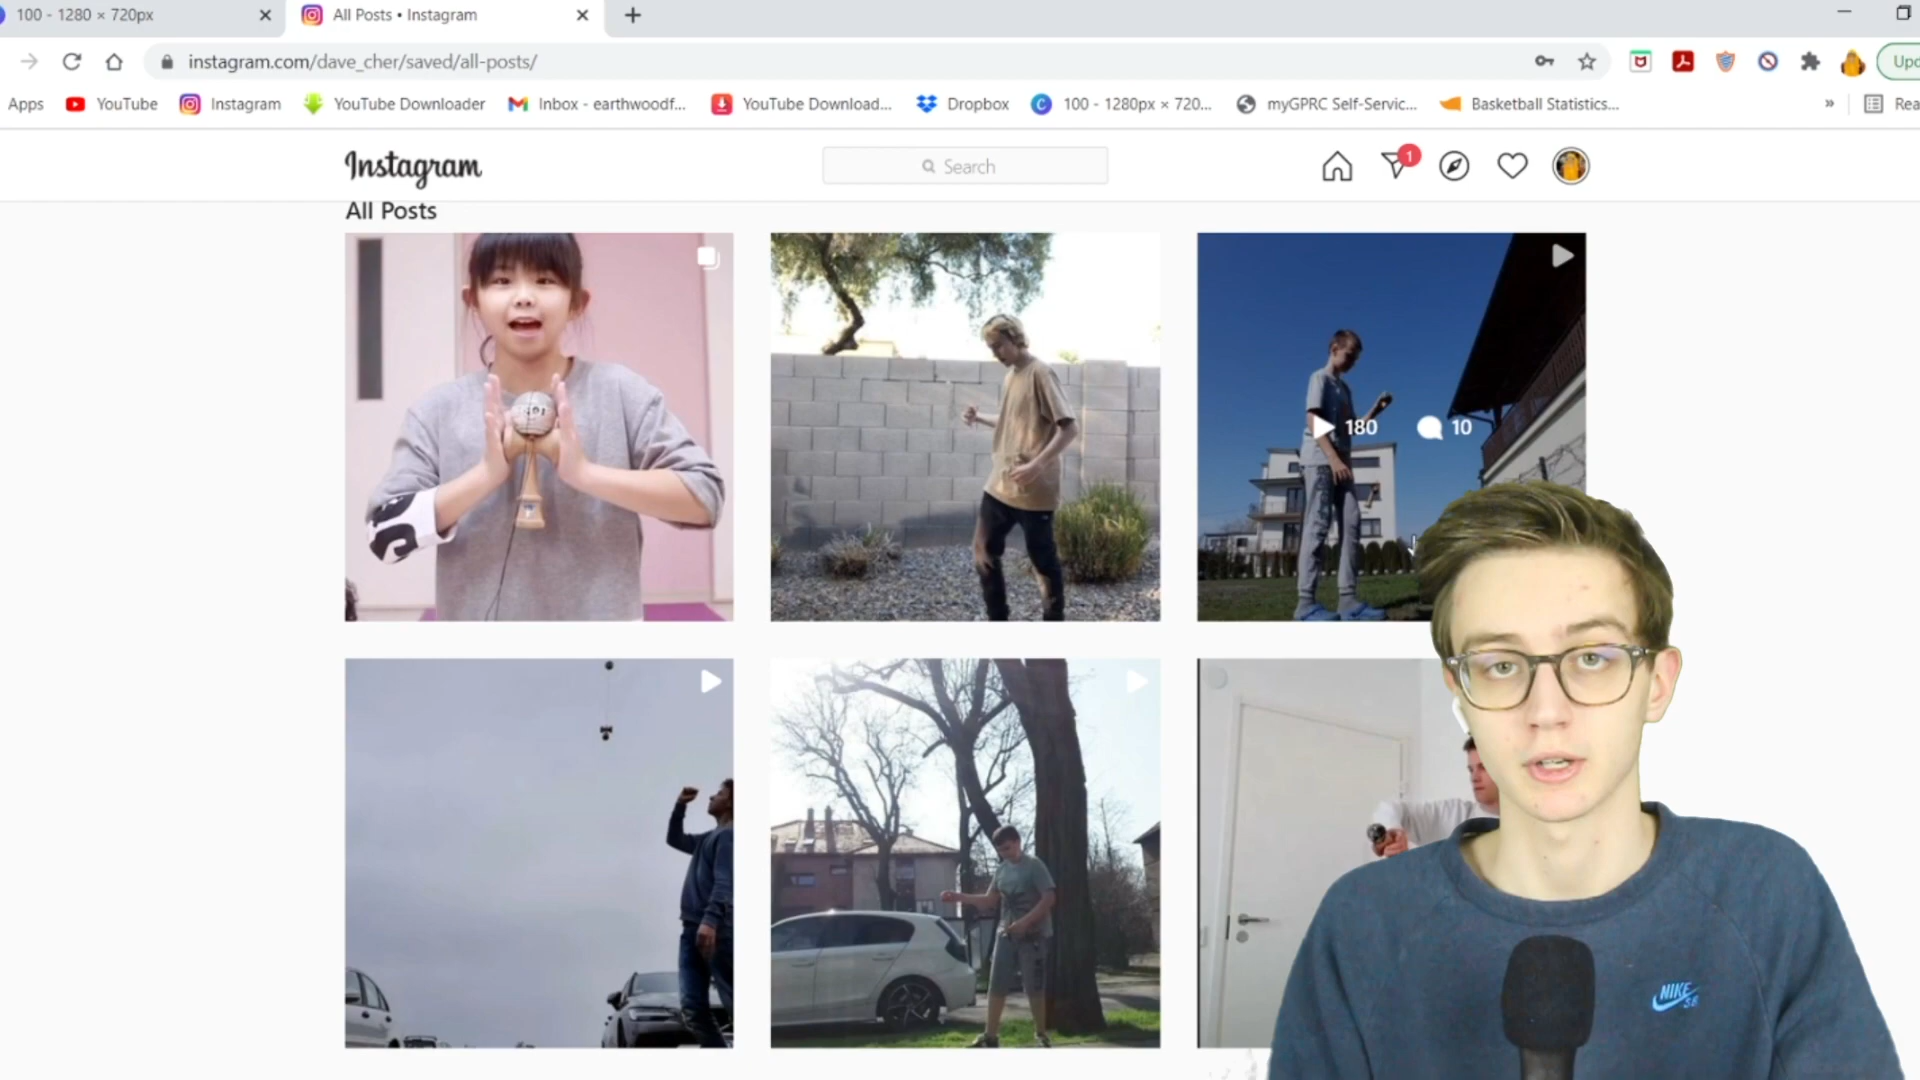 100 - 1280 × 720px
All Posts • Instagram
instagram.com/dave_cher/saved/all-posts/
Apps YouTube Instagram YouTube Downloader Inbox - earthwoodf... YouTube Download... Dropbox 100 - 1280px × 720... myGPRC Self-Servic... Basketball Statistics... »
Instagram
Search
1
All Posts
180 10
NIKE
SB